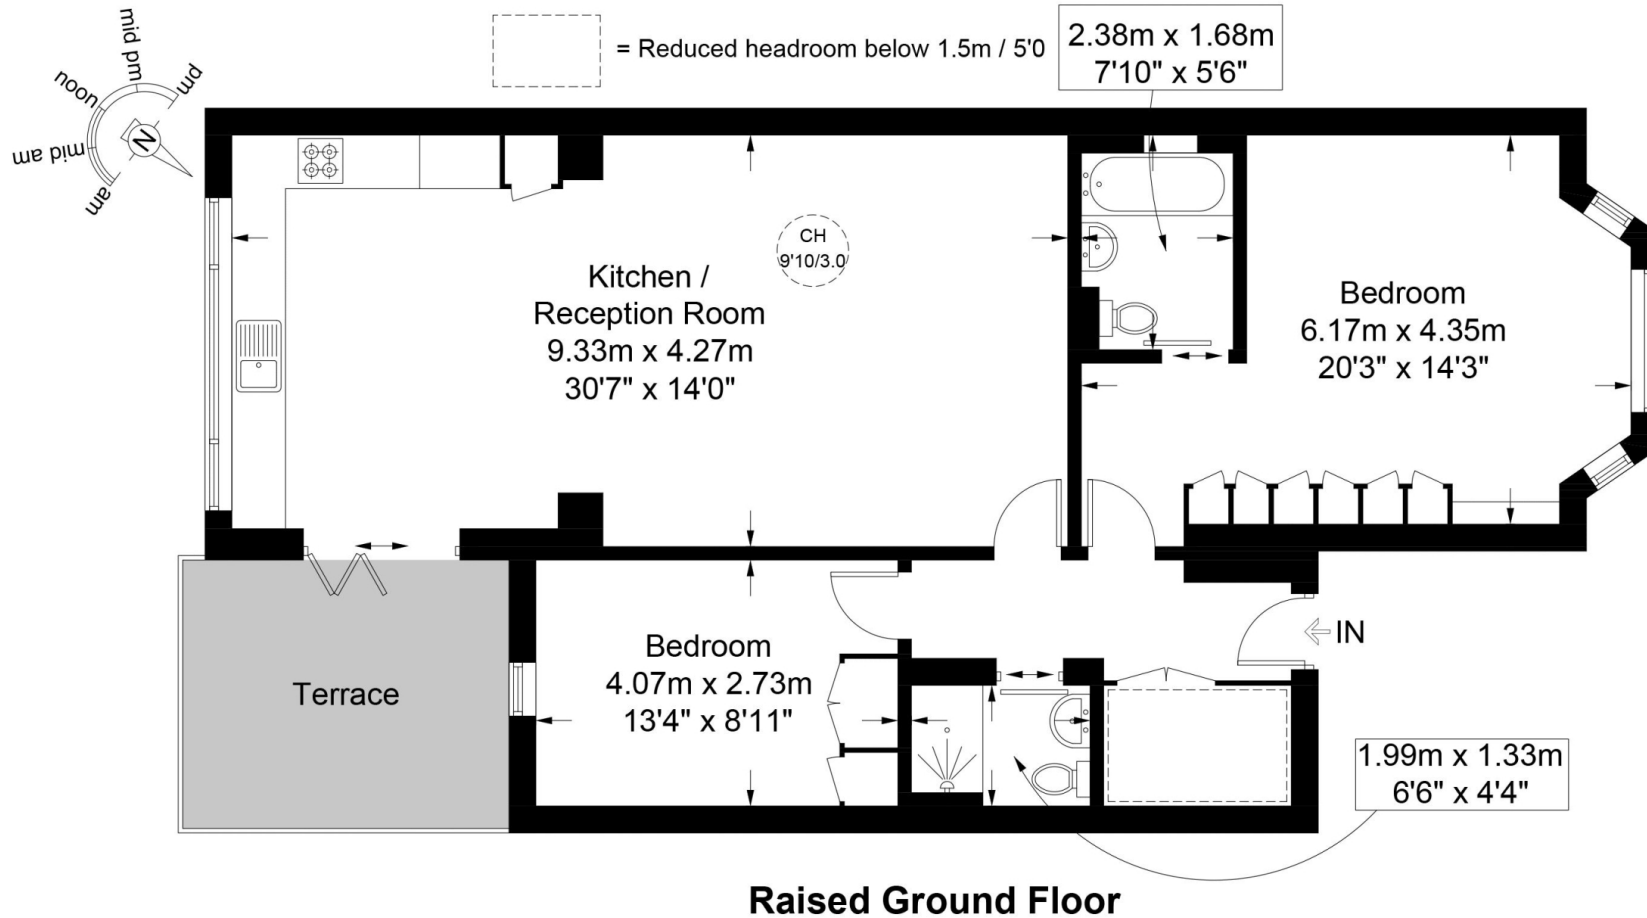 mid pm
pm
noon
mid am
am
N
= Reduced headroom below 1.5m / 5'0
2.38m x 1.68m
7'10" x 5'6"
CH
9'10/3.0
Kitchen /
Reception Room
9.33m x 4.27m
30'7" x 14'0"
Bedroom
6.17m x 4.35m
20'3" x 14'3"
IN
Bedroom
4.07m x 2.73m
13'4" x 8'11"
Terrace
1.99m x 1.33m
6'6" x 4'4"
Raised Ground Floor